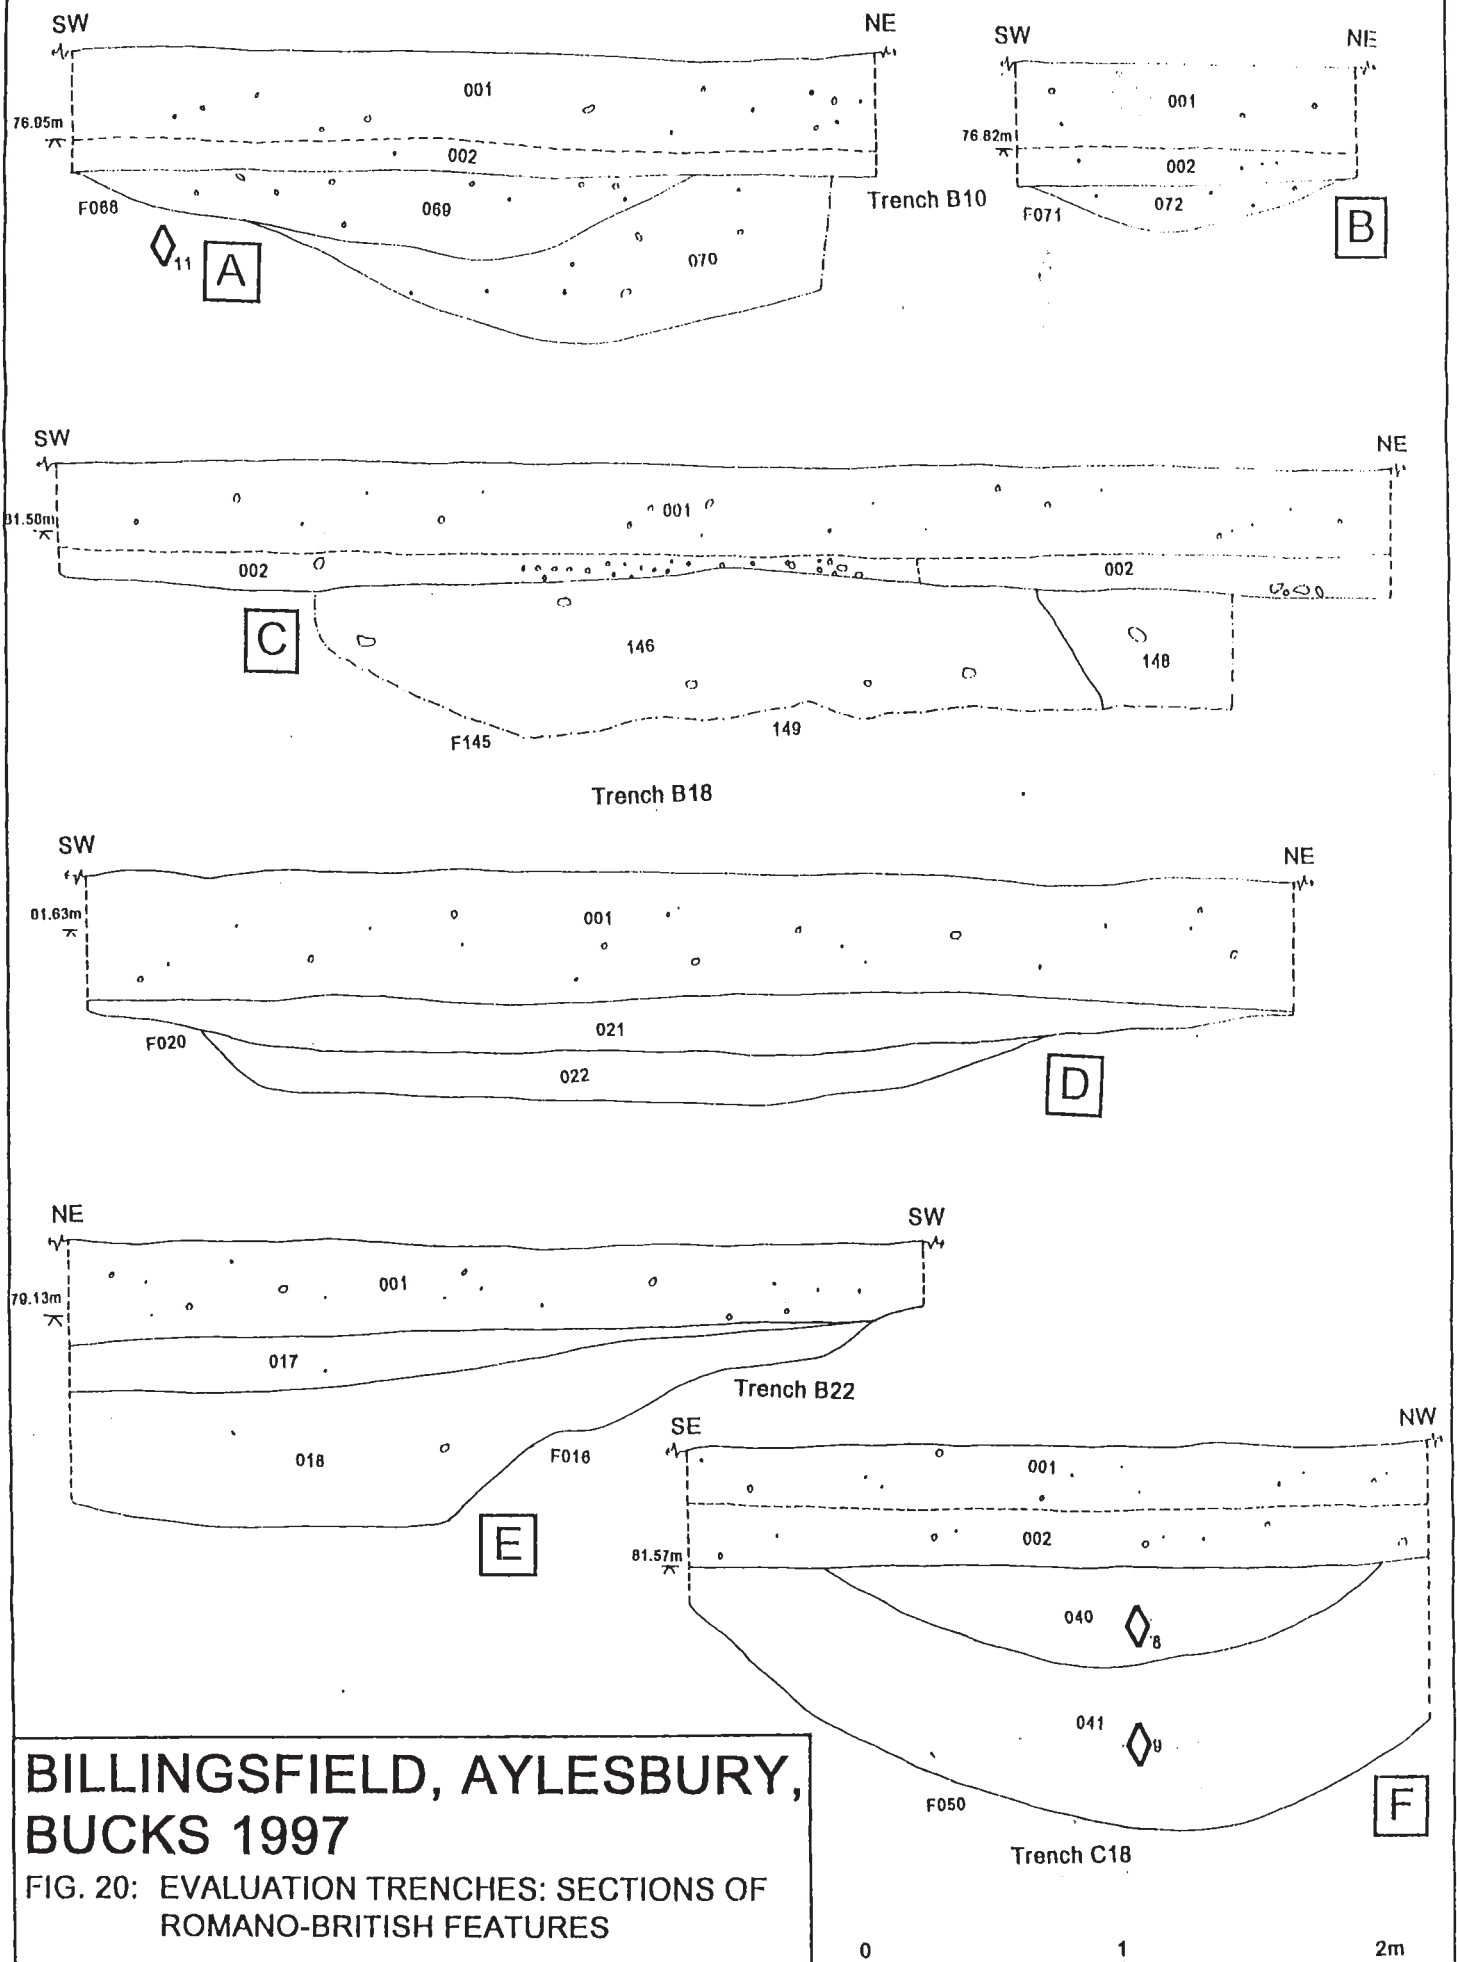 SW
NE
001
76.05m
002
F068
069
070
11
A
Trench B10
SW
NE
001
76.82m
002
F071
072
B
SW
NE
001
81.50m
002
002
C
146
148
F145
149
Trench B18
SW
NE
81.63m
001
021
F020
022
D
NE
SW
001
79.13m
017
Trench B22
018
F016
E
SE
NW
001
002
81.57m
040
8
041
9
F050
F
Trench C18
BILLINGSFIELD, AYLESBURY,
BUCKS 1997
FIG. 20: EVALUATION TRENCHES: SECTIONS OF
ROMANO-BRITISH FEATURES
0 1 2m